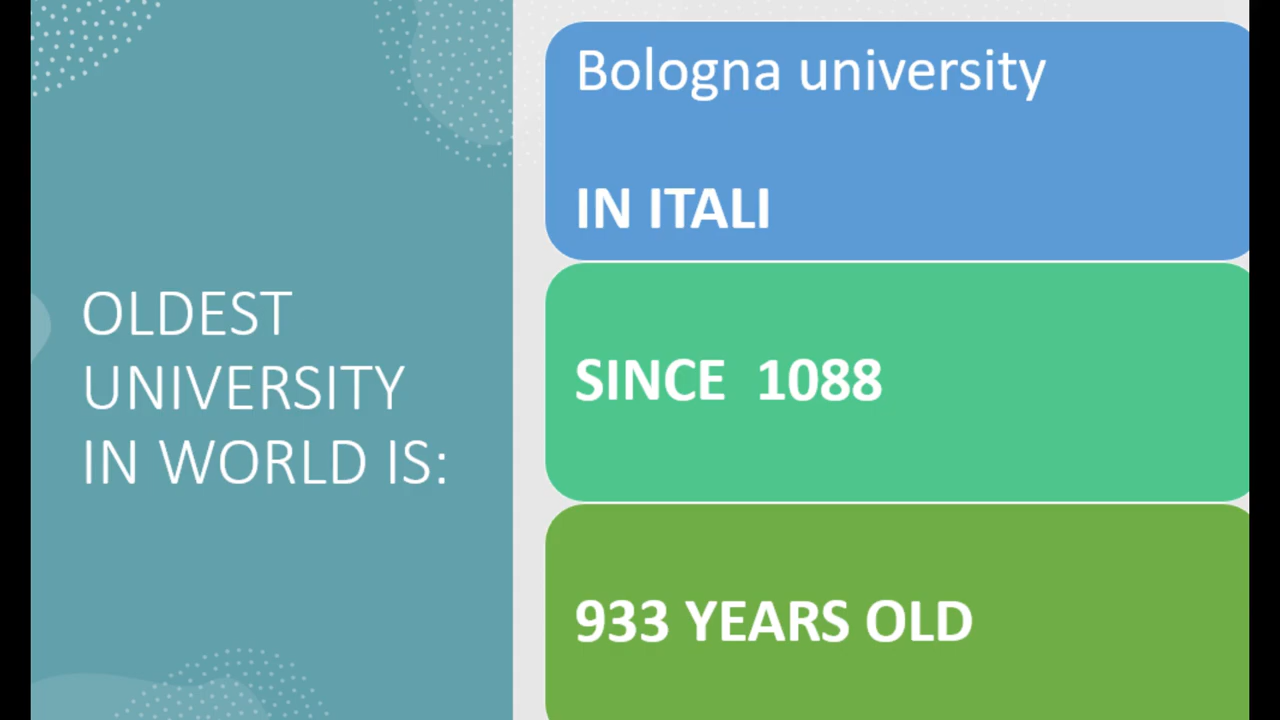 OLDEST
UNIVERSITY
IN WORLD IS:
Bologna university
IN ITALI
SINCE 1088
933 YEARS OLD